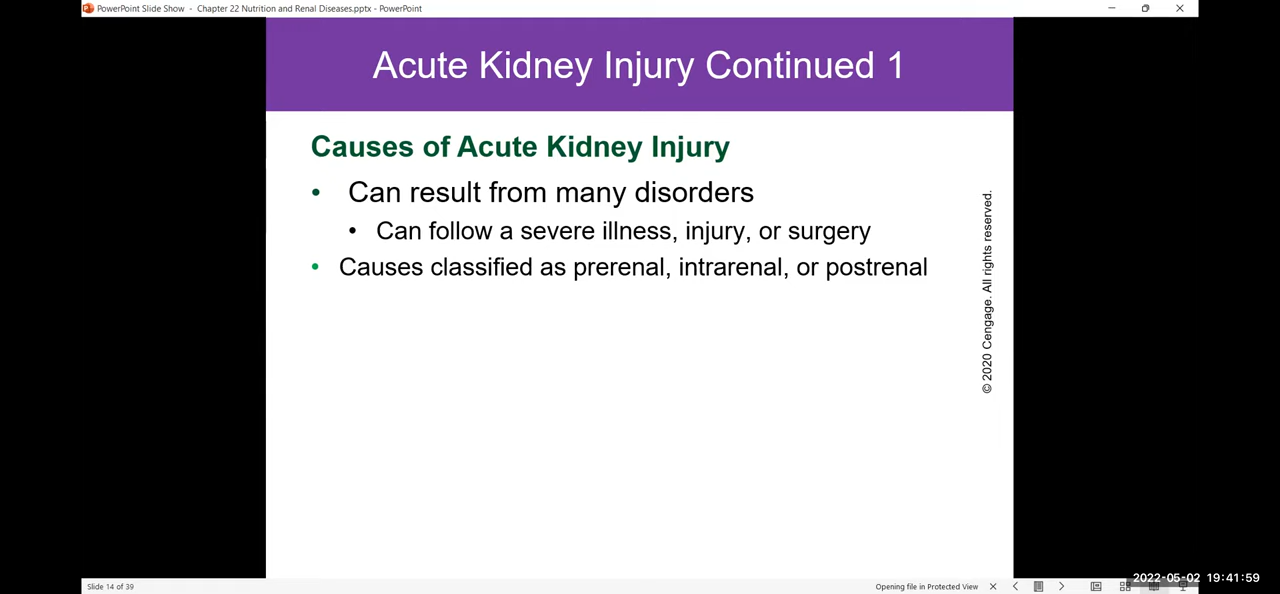 PowerPoint Slide Show - Chapter 22 Nutrition and Renal Diseases.pptx - PowerPoint
Acute Kidney Injury Continued 1
Causes of Acute Kidney Injury
• Can result from many disorders
• Can follow a severe illness, injury, or surgery
• Causes classified as prerenal, intrarenal, or postrenal
© 2020 Cengage. All rights reserved.
Slide 14 of 39
Opening file in Protected View
2022-05-02 19:41:59